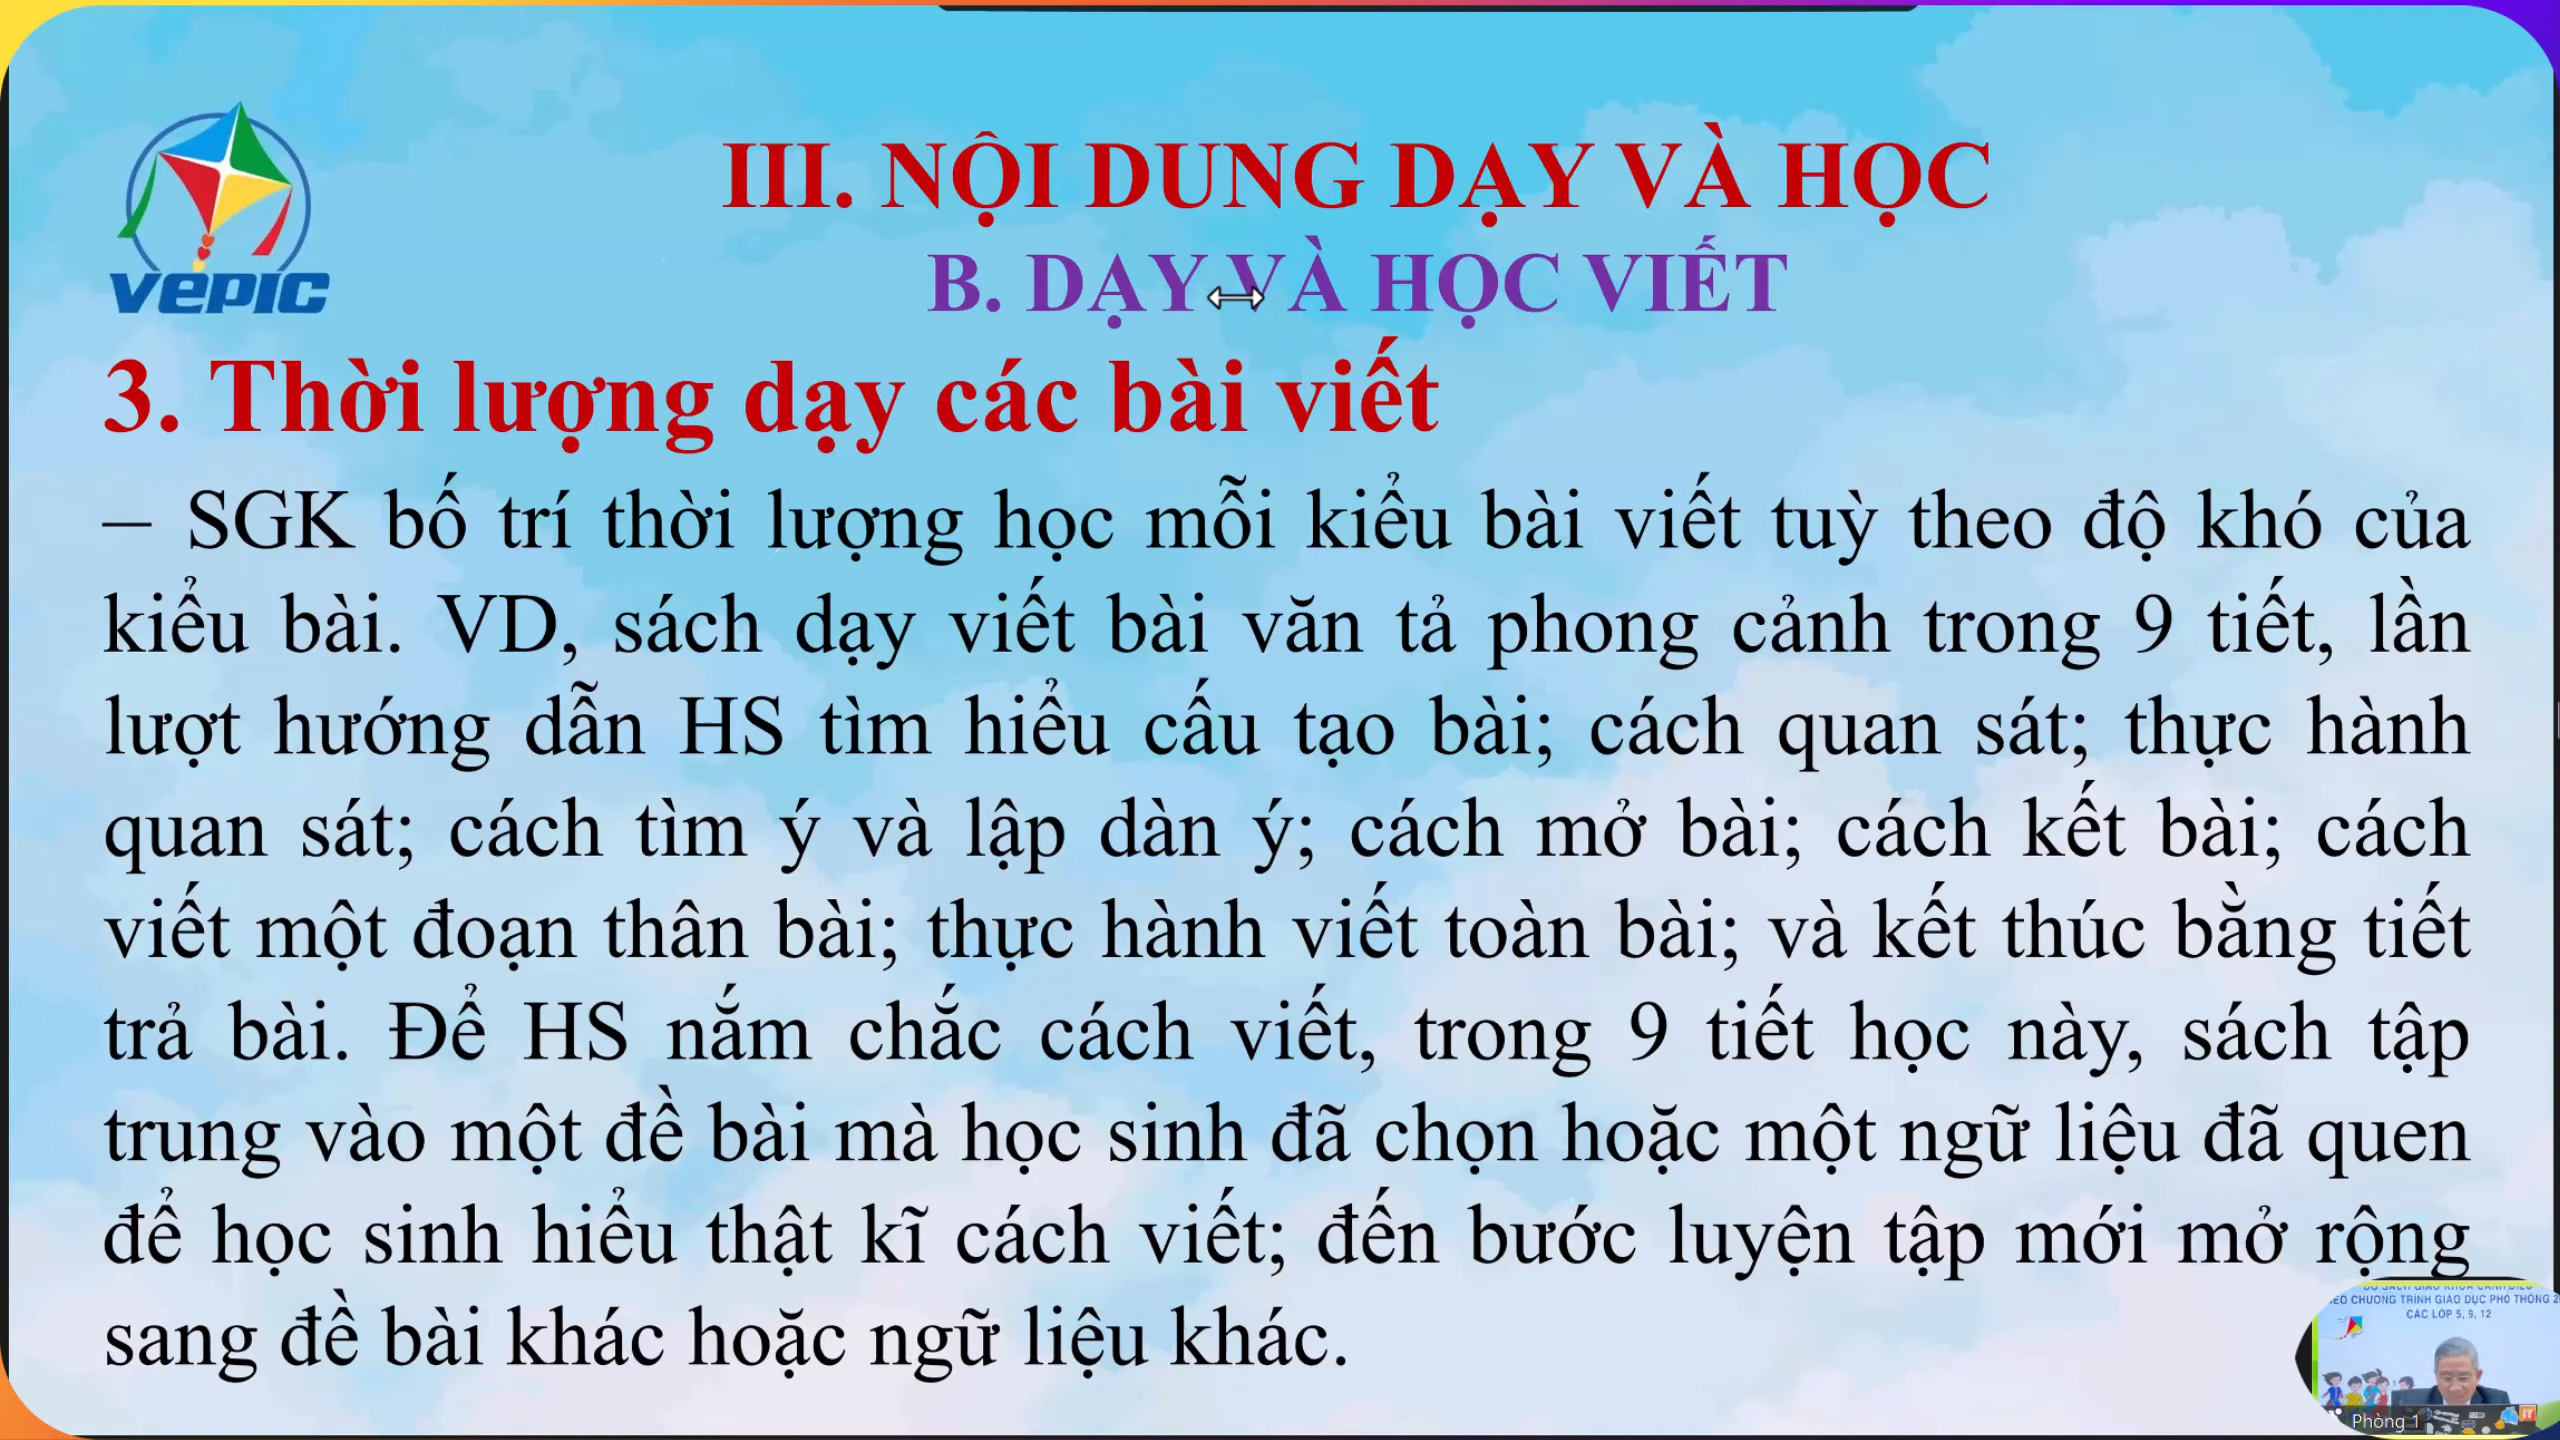 III. NỘI DUNG DẠY VÀ HỌC
VEPIC
B. DẠY VÀ HỌC VIẾT
3. Thời lượng dạy các bài viết
– SGK bố trí thời lượng học mỗi kiểu bài viết tuỳ theo độ khó của
kiểu bài. VD, sách dạy viết bài văn tả phong cảnh trong 9 tiết, lần
lượt hướng dẫn HS tìm hiểu cấu tạo bài; cách quan sát; thực hành
quan sát; cách tìm ý và lập dàn ý; cách mở bài; cách kết bài; cách
viết một đoạn thân bài; thực hành viết toàn bài; và kết thúc bằng tiết
trả bài. Để HS nắm chắc cách viết, trong 9 tiết học này, sách tập
trung vào một đề bài mà học sinh đã chọn hoặc một ngữ liệu đã quen
để học sinh hiểu thật kĩ cách viết; đến bước luyện tập mới mở rộng
sang đề bài khác hoặc ngữ liệu khác.
CHƯƠNG TRÌNH GIÁO DỤC PHỔ THÔNG
CÁC LỚP 5, 9, 12
Phòng 1